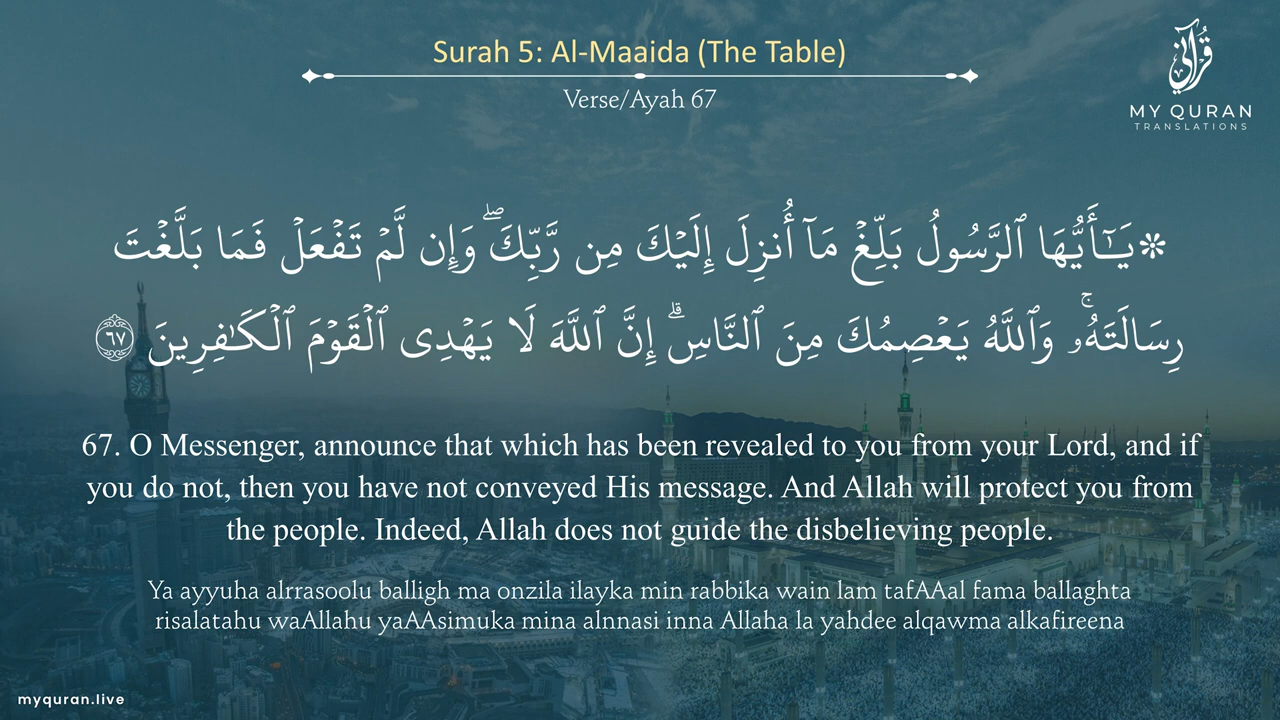 Surah 5: Al-Maaida (The Table)
Verse/Ayah 67
قرآني
MY QURAN
TRANSLATIONS
۞ يَـٰٓأَيُّهَا ٱلرَّسُولُ بَلِّغْ مَآ أُنزِلَ إِلَيْكَ مِن رَّبِّكَ ۖ وَإِن لَّمْ تَفْعَلْ فَمَا بَلَّغْتَ
رِسَالَتَهُۥ ۚ وَٱللَّهُ يَعْصِمُكَ مِنَ ٱلنَّاسِ ۗ إِنَّ ٱللَّهَ لَا يَهْدِى ٱلْقَوْمَ ٱلْكَـٰفِرِينَ ٦٧
67. O Messenger, announce that which has been revealed to you from your Lord, and if
you do not, then you have not conveyed His message. And Allah will protect you from
the people. Indeed, Allah does not guide the disbelieving people.
Ya ayyuha alrrasoolu balligh ma onzila ilayka min rabbika wain lam tafAAal fama ballaghta
risalatahu waAllahu yaAAsimuka mina alnnasi inna Allaha la yahdee alqawma alkafireena
myquran.live